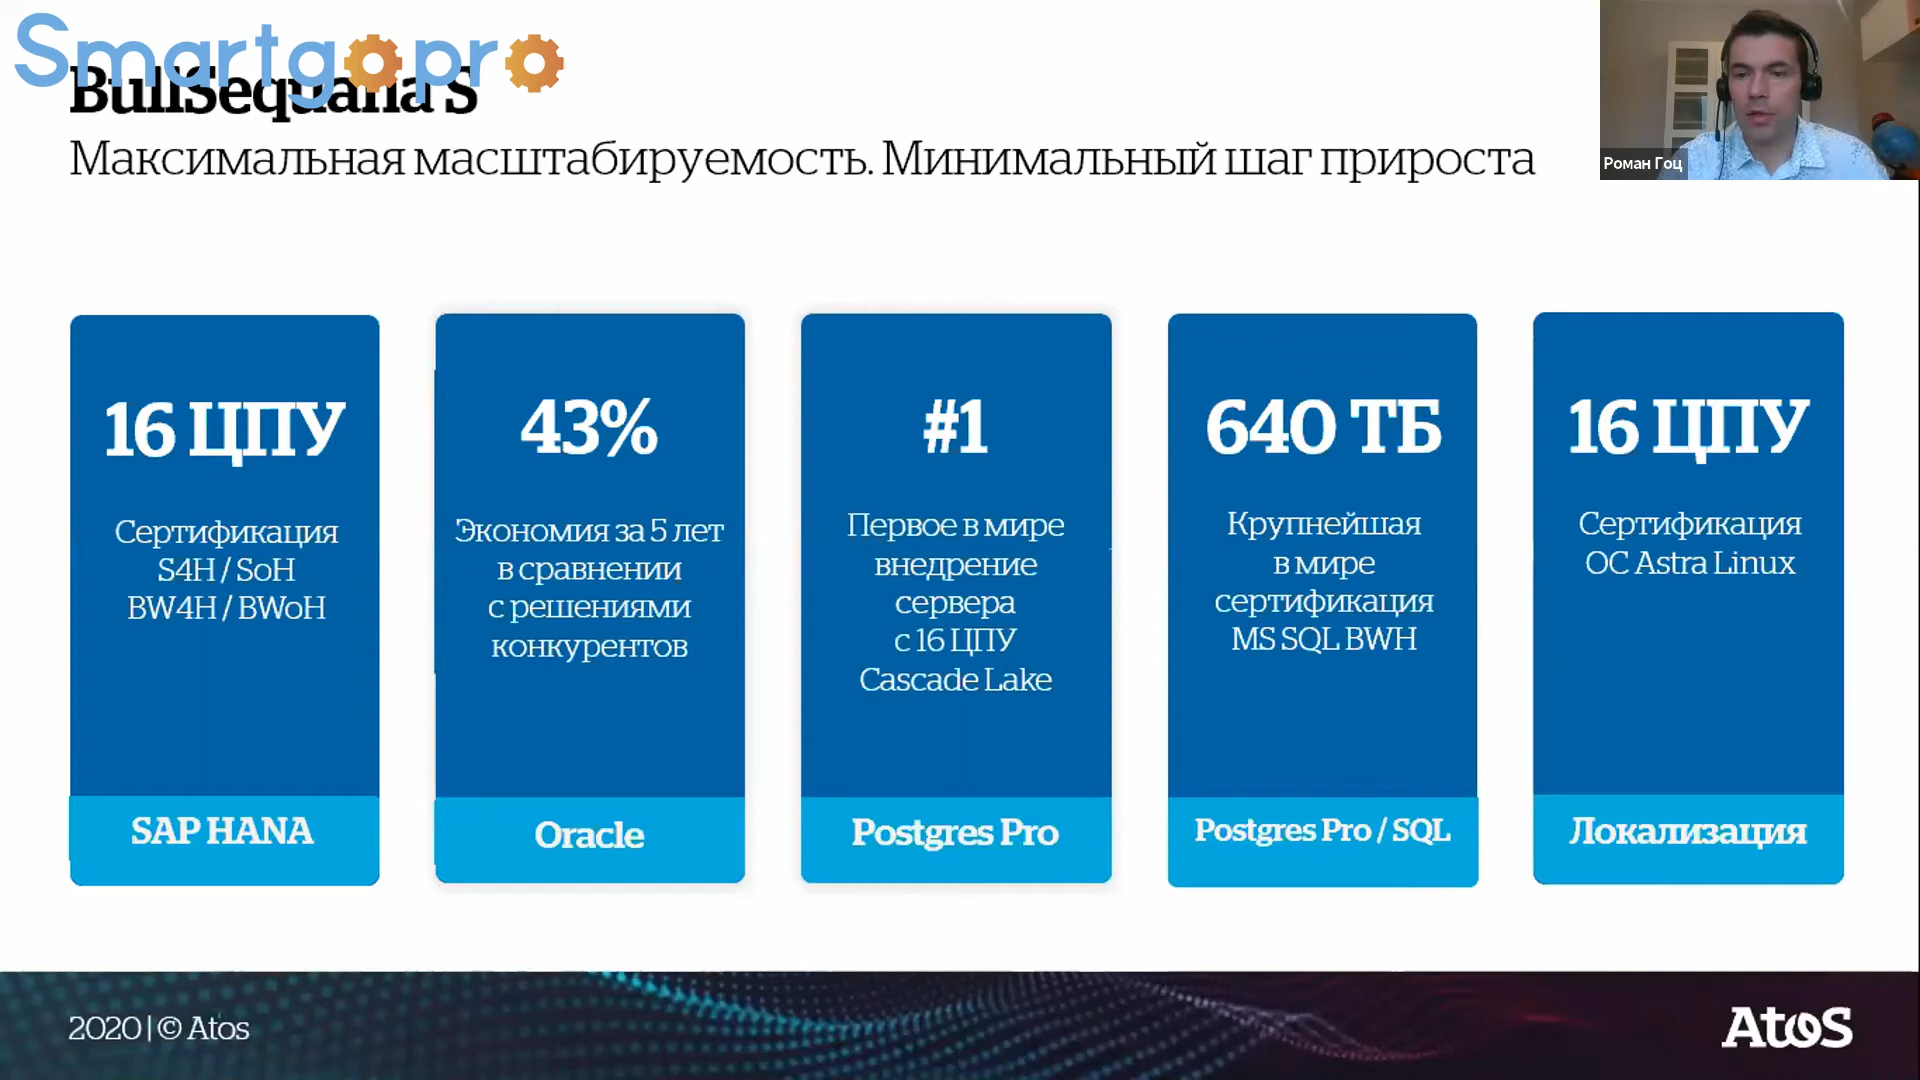 Smartgopro
BullSequana S
Максимальная масштабируемость. Минимальный шаг прироста
Роман Гоц
16 ЦПУ
Сертификация
S4H / SoH
BW4H / BWoH
SAP HANA
43%
Экономия за 5 лет
в сравнении
с решениями
конкурентов
Oracle
#1
Первое в мире
внедрение
сервера
с 16 ЦПУ
Cascade Lake
Postgres Pro
640 ТБ
Крупнейшая
в мире
сертификация
MS SQL BWH
Postgres Pro / SQL
16 ЦПУ
Сертификация
ОС Astra Linux
Локализация
2020 | © Atos
Atos